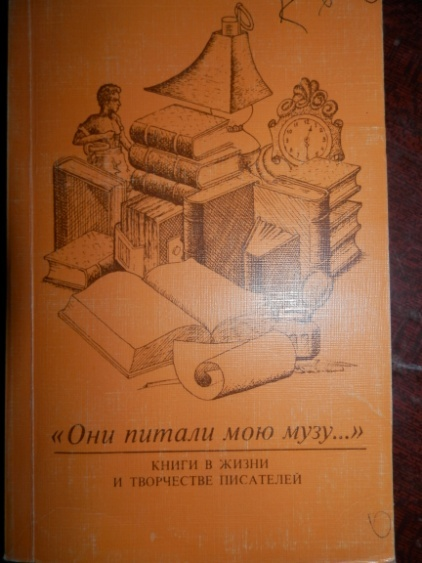 «Они питали мою музу...»
КНИГИ В ЖИЗНИ
И ТВОРЧЕСТВЕ ПИСАТЕЛЕЙ